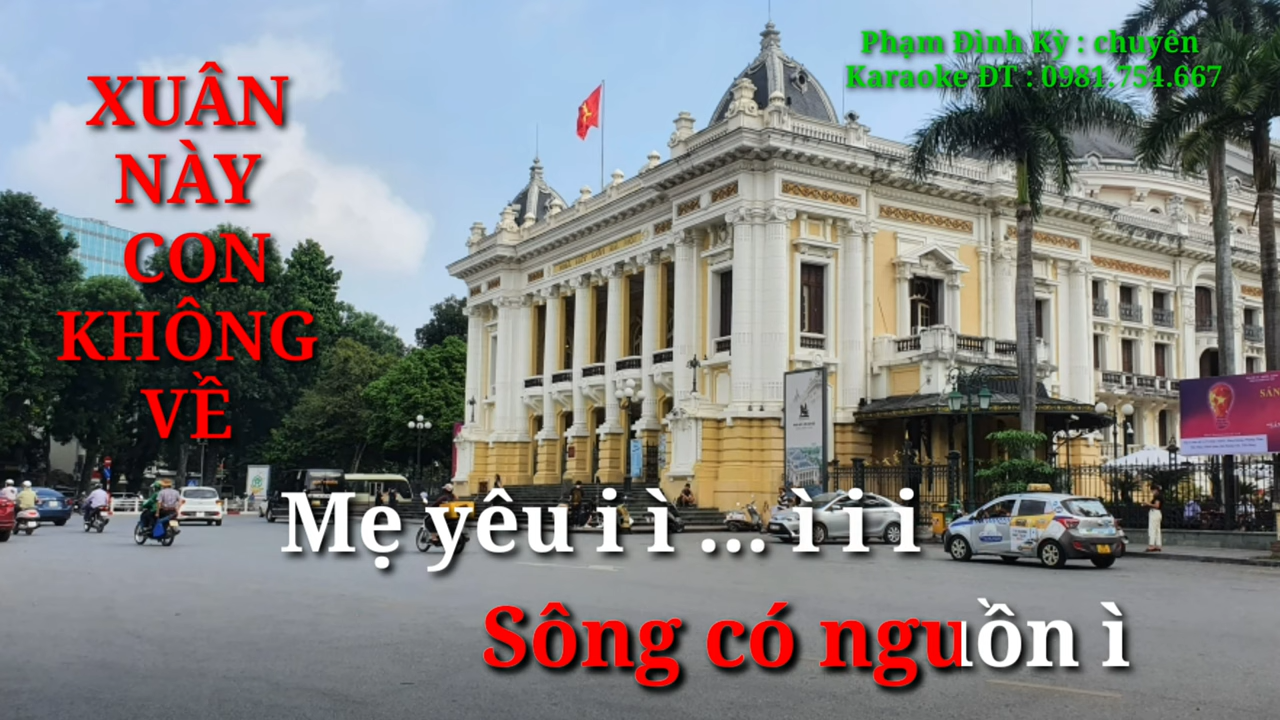 Phạm Đình Kỳ : chuyên
Karaoke ĐT : 0981.754.667
XUÂN
NÀY
CON
KHÔNG
VỀ
SÁN
Mẹ yêu i ì ... ì i i
Sông có nguồn ì